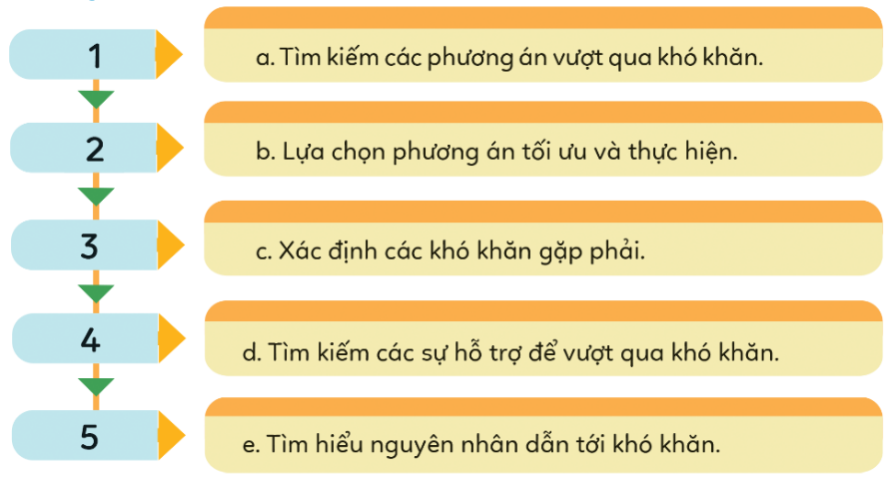 1
a. Tìm kiếm các phương án vượt qua khó khăn.
2
b. Lựa chọn phương án tối ưu và thực hiện.
3
c. Xác định các khó khăn gặp phải.
4
d. Tìm kiếm các sự hỗ trợ để vượt qua khó khăn.
5
e. Tìm hiểu nguyên nhân dẫn tới khó khăn.